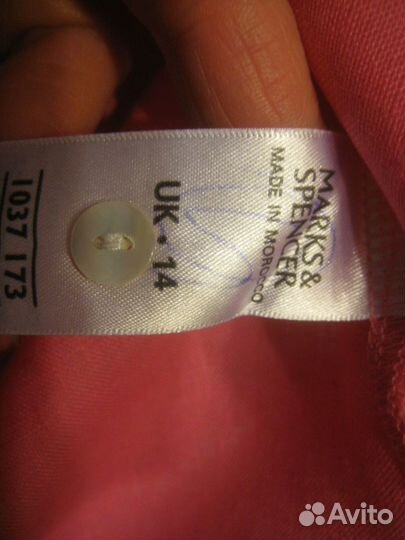 MARKS &
SPENCER
MADE IN MOROCCO
UK • 14
1037 173
Avito